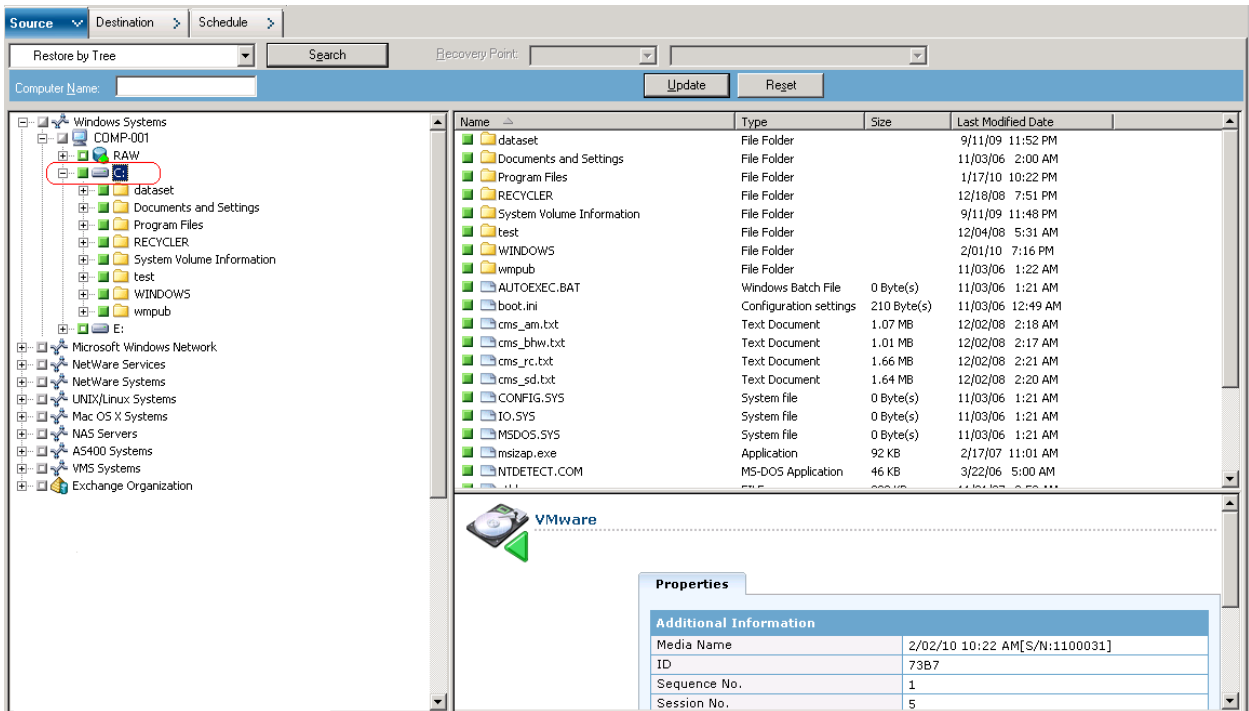 Source Destination Schedule
Restore by Tree Search Recovery Point:
Computer Name: Update Reset
Windows Systems
COMP-001
RAW
C:
dataset
Documents and Settings
Program Files
RECYCLER
System Volume Information
test
WINDOWS
wmpub
E:
Microsoft Windows Network
NetWare Services
NetWare Systems
UNIX/Linux Systems
Mac OS X Systems
NAS Servers
AS400 Systems
VMS Systems
Exchange Organization
Name Type Size Last Modified Date
dataset File Folder 9/11/09 11:52 PM
Documents and Settings File Folder 11/03/06 2:00 AM
Program Files File Folder 1/17/10 10:22 PM
RECYCLER File Folder 12/18/08 7:51 PM
System Volume Information File Folder 9/11/09 11:48 PM
test File Folder 12/04/08 5:31 AM
WINDOWS File Folder 2/01/10 7:16 PM
wmpub File Folder 11/03/06 1:22 AM
AUTOEXEC.BAT Windows Batch File 0 Byte(s) 11/03/06 1:21 AM
boot.ini Configuration settings 210 Byte(s) 11/03/06 12:49 AM
cms_am.txt Text Document 1.07 MB 12/02/08 2:18 AM
cms_bhw.txt Text Document 1.01 MB 12/02/08 2:17 AM
cms_rc.txt Text Document 1.66 MB 12/02/08 2:21 AM
cms_sd.txt Text Document 1.64 MB 12/02/08 2:20 AM
CONFIG.SYS System file 0 Byte(s) 11/03/06 1:21 AM
IO.SYS System file 0 Byte(s) 11/03/06 1:21 AM
MSDOS.SYS System file 0 Byte(s) 11/03/06 1:21 AM
msizap.exe Application 92 KB 2/17/07 11:01 AM
NTDETECT.COM MS-DOS Application 46 KB 3/22/06 5:00 AM
VMware
Properties
Additional Information
Media Name 2/02/10 10:22 AM[S/N:1100031]
ID 73B7
Sequence No. 1
Session No. 5